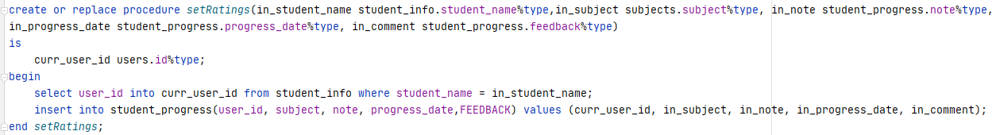 create or replace procedure setRatings(in_student_name student_info.student_name%type,in_subject subjects.subject%type, in_note student_progress.note%type,
in_progress_date student_progress.progress_date%type, in_comment student_progress.feedback%type)
is
    curr_user_id users.id%type;
begin
    select user_id into curr_user_id from student_info where student_name = in_student_name;
    insert into student_progress(user_id, subject, note, progress_date,FEEDBACK) values (curr_user_id, in_subject, in_note, in_progress_date, in_comment);
end setRatings;